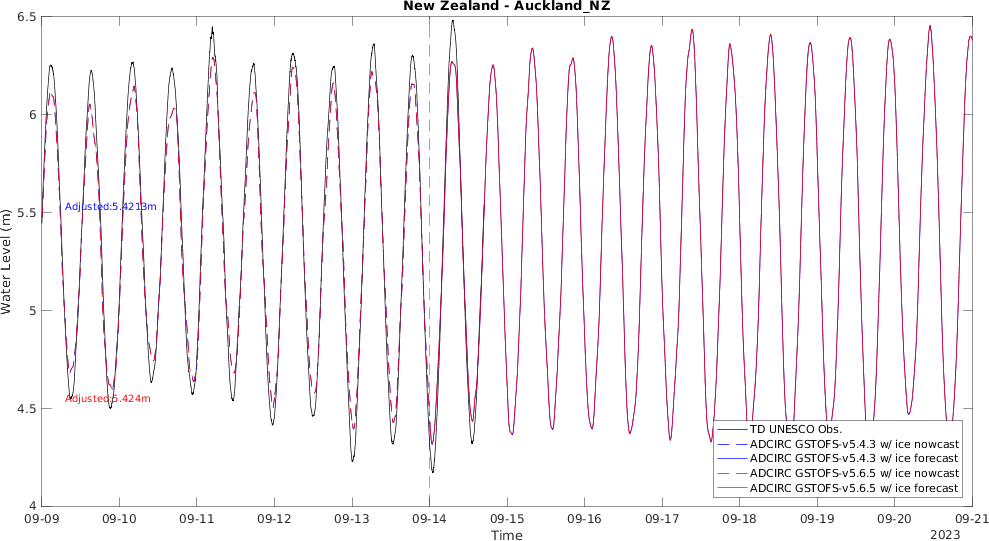 New Zealand - Auckland_NZ
6.5
6
5.5
5
4.5
4
Water Level (m)
Adjusted:5.4213m
Adjusted:5.424m
TD UNESCO Obs.
ADCIRC GSTOFS-v5.4.3 w/ ice nowcast
ADCIRC GSTOFS-v5.4.3 w/ ice forecast
ADCIRC GSTOFS-v5.6.5 w/ ice nowcast
ADCIRC GSTOFS-v5.6.5 w/ ice forecast
09-09 09-10 09-11 09-12 09-13 09-14 09-15 09-16 09-17 09-18 09-19 09-20 09-21
Time
2023